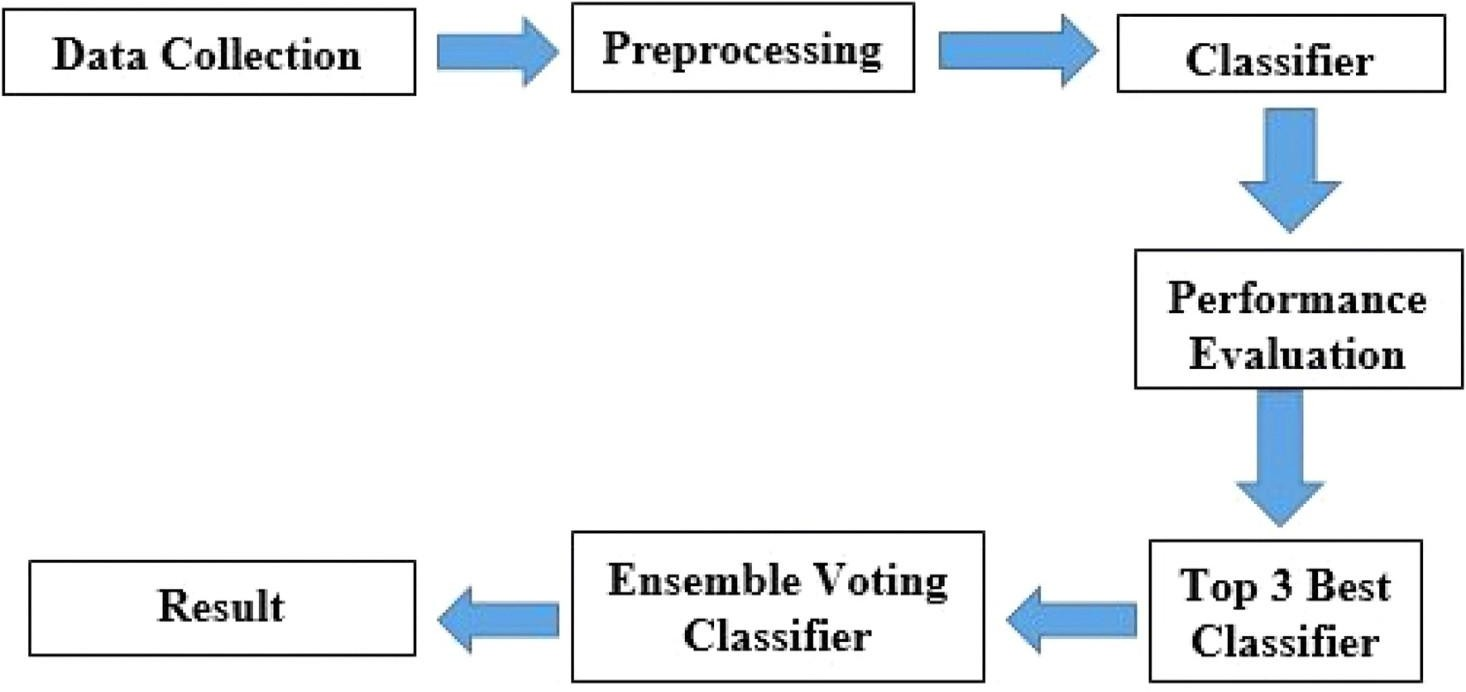 Data Collection
Preprocessing
Classifier
Performance
Evaluation
Top 3 Best
Classifier
Ensemble Voting
Classifier
Result